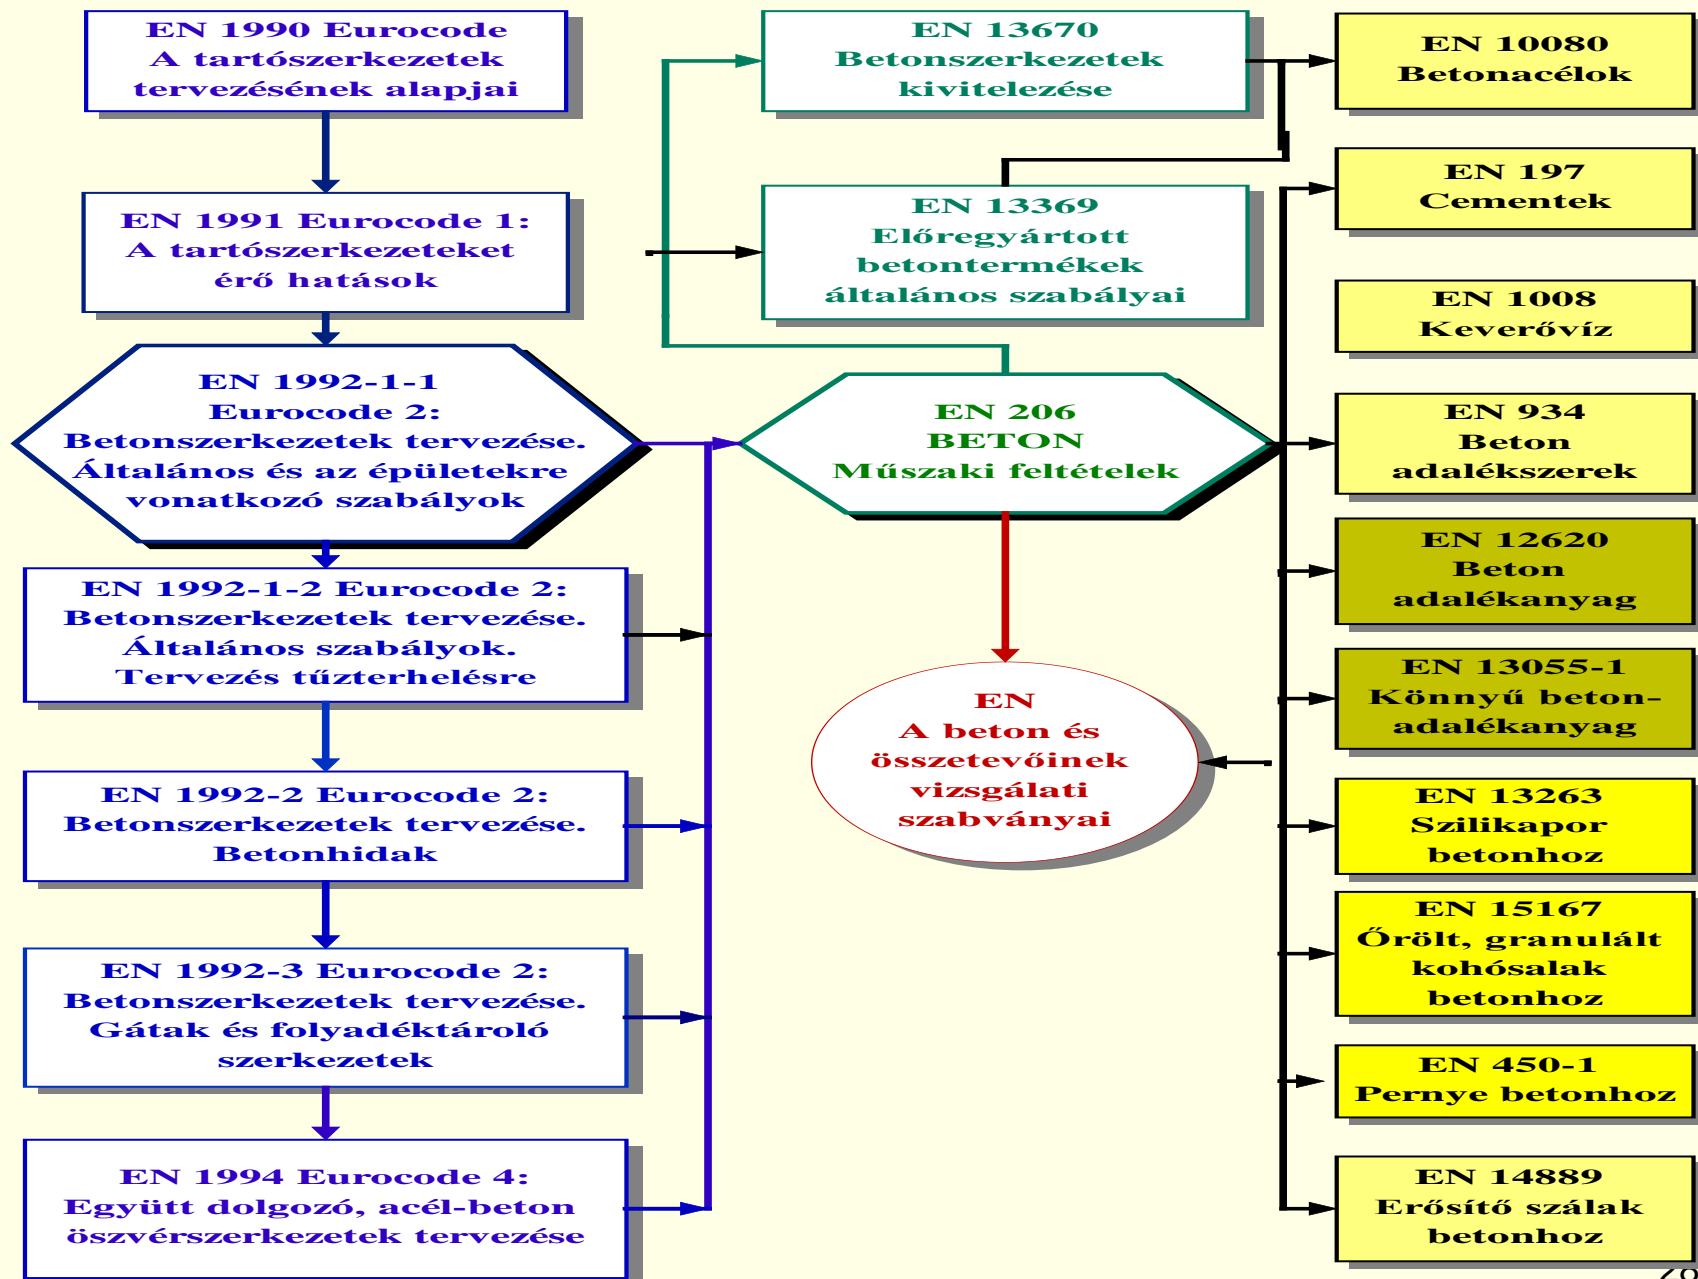 EN 1990 Eurocode
A tartószerkezetek
tervezésének alapjai
EN 1991 Eurocode 1:
A tartószerkezeteket
érő hatások
EN 1992-1-1
Eurocode 2:
Betonszerkezetek tervezése.
Általános és az épületekre
vonatkozó szabályok
EN 1992-1-2 Eurocode 2:
Betonszerkezetek tervezése.
Általános szabályok.
Tervezés tűzterhelésre
EN 1992-2 Eurocode 2:
Betonszerkezetek tervezése.
Betonhidak
EN 1992-3 Eurocode 2:
Betonszerkezetek tervezése.
Gátak és folyadéktároló
szerkezetek
EN 1994 Eurocode 4:
Együtt dolgozó, acél-beton
öszvérszerkezetek tervezése
EN 13670
Betonszerkezetek
kivitelezése
EN 13369
Előregyártott
betontermékek
általános szabályai
EN 206
BETON
Műszaki feltételek
EN
A beton és
összetevőinek
vizsgálati
szabványai
EN 10080
Betonacélok
EN 197
Cementek
EN 1008
Keverővíz
EN 934
Beton
adalékszerek
EN 12620
Beton
adalékanyag
EN 13055-1
Könnyű beton-
adalékanyag
EN 13263
Szilikapor
betonhoz
EN 15167
Őrölt, granulált
kohósalak
betonhoz
EN 450-1
Pernye betonhoz
EN 14889
Erősítő szálak
betonhoz